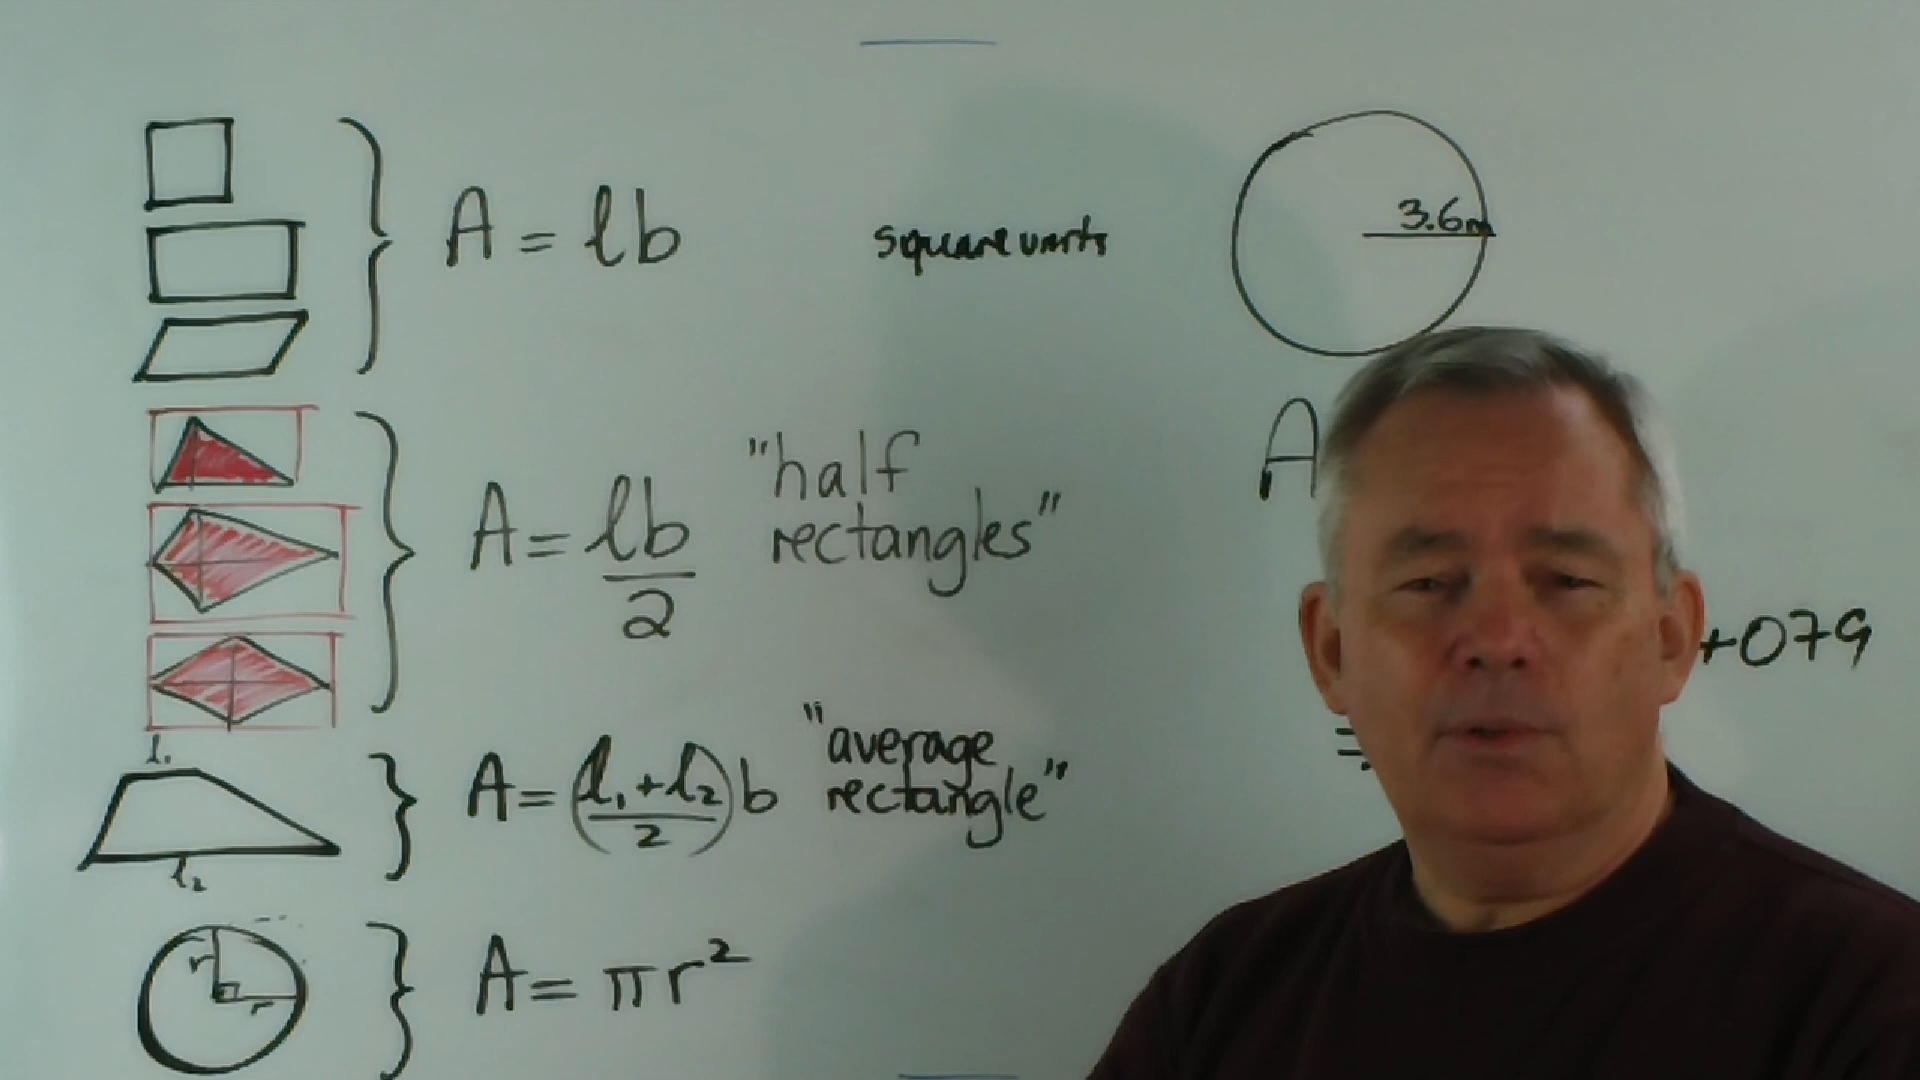 A = lb
square units
3.6m
A
A = lb/2
"half
rectangles"
+079
=
l₁
A = (l₁ + l₂/2)b
"average
rectangle"
l₂
r
r
A = πr²